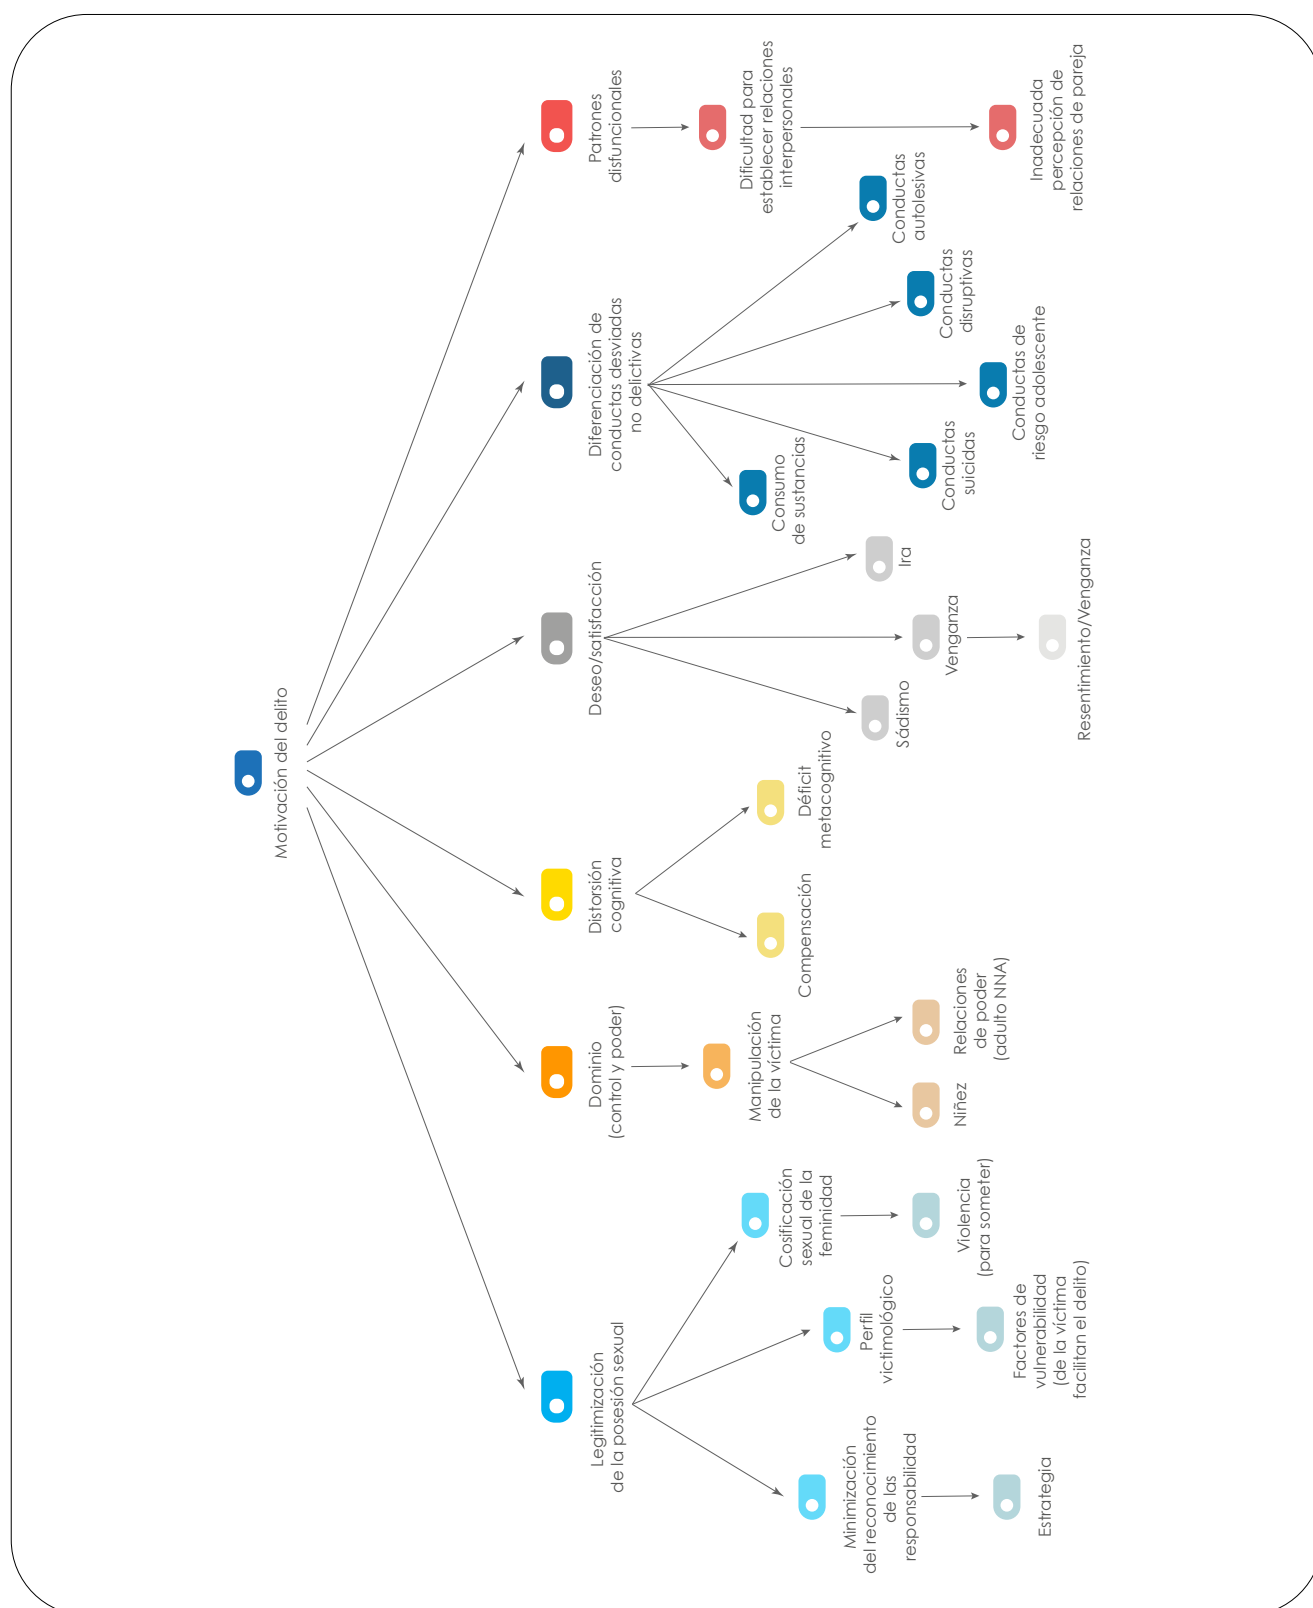 Motivación del delito
Legitimización
de la posesión sexual
Dominio
(control y poder)
Distorsión
cognitiva
Deseo/satisfacción
Diferenciación de
conductas desviadas
no delictivas
Patrones
disfuncionales
Minimización
del reconocimiento
de las
responsabilidad
Perfil
victimológico
Cosificación
sexual de la
feminidad
Manipulación
de la víctima
Compensación
Déficit
metacognitivo
Sádismo
Venganza
Ira
Consumo
de sustancias
Conductas
suicidas
Conductas de
riesgo adolescente
Conductas
disruptivas
Conductas
autolesivas
Dificultad para
establecer relaciones
interpersonales
Estrategia
Factores de
vulnerabilidad
(de la víctima
facilitan el delito)
Violencia
(para someter)
Niñez
Relaciones
de poder
(adulto NNA)
Resentimiento/Venganza
Inadecuada
percepción de
relaciones de pareja